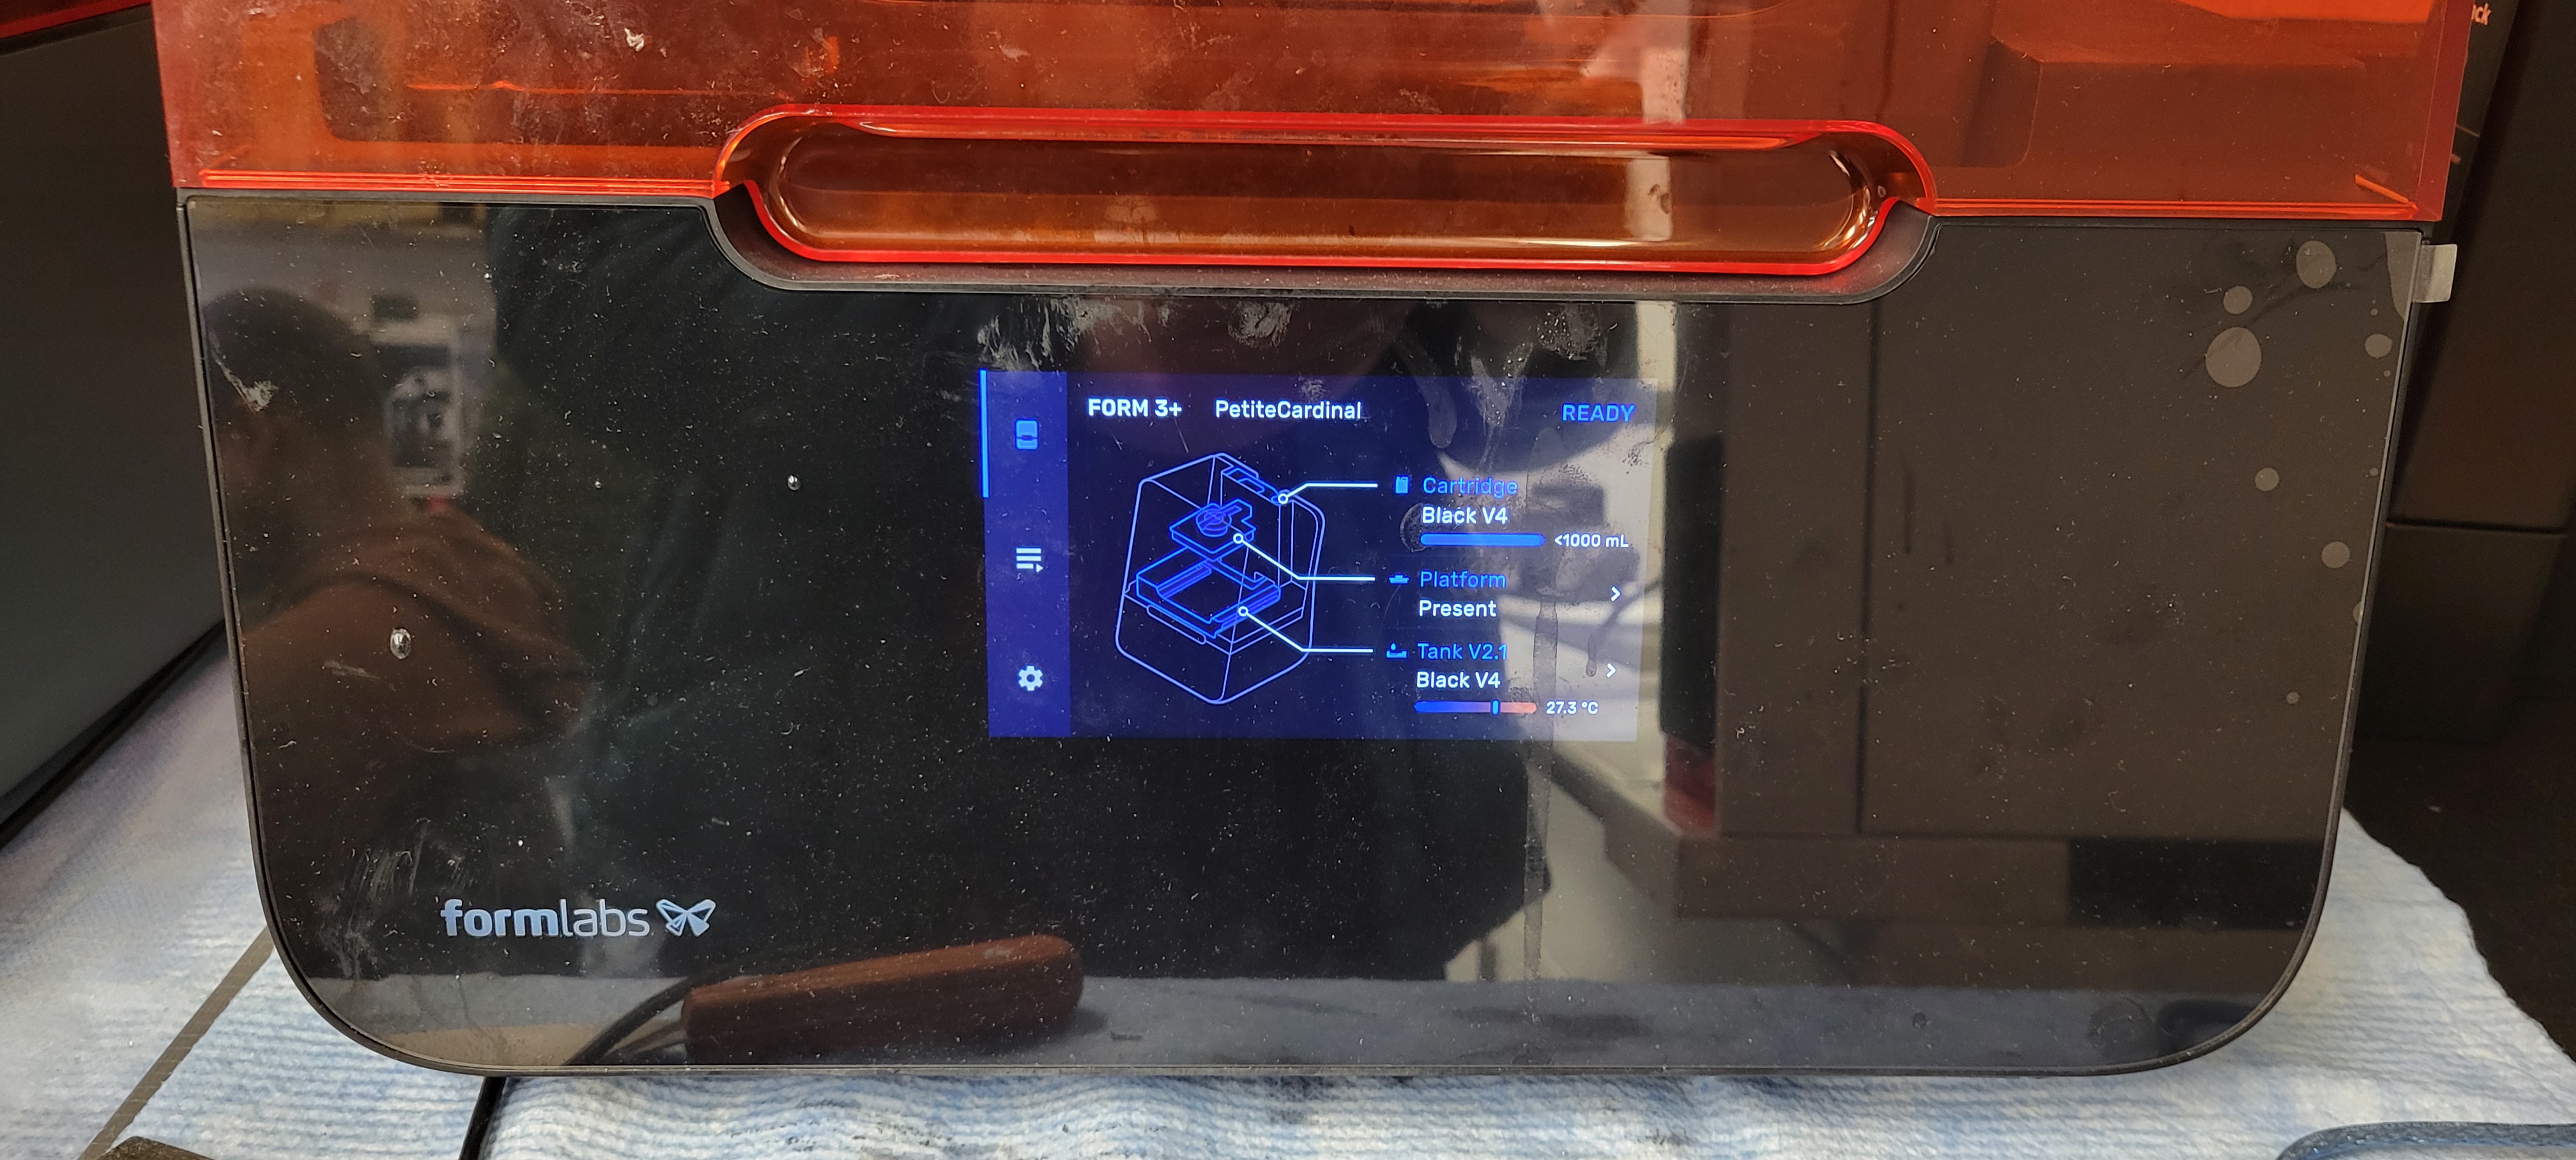 ck
FORM 3+ PetiteCardinal READY
Cartridge
Black V4
<1000 mL
Platform
Present
Tank V2.1
Black V4
27.3 °C
formlabs